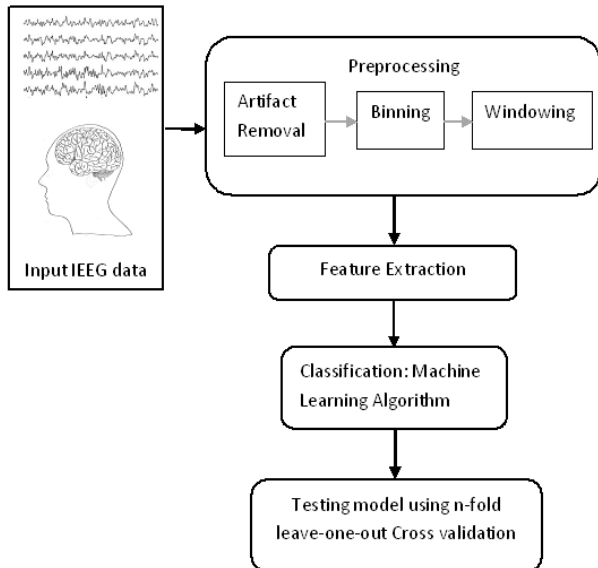 Input IEEG data
Preprocessing
Artifact
Removal
Binning
Windowing
Feature Extraction
Classification: Machine
Learning Algorithm
Testing model using n-fold
leave-one-out Cross validation